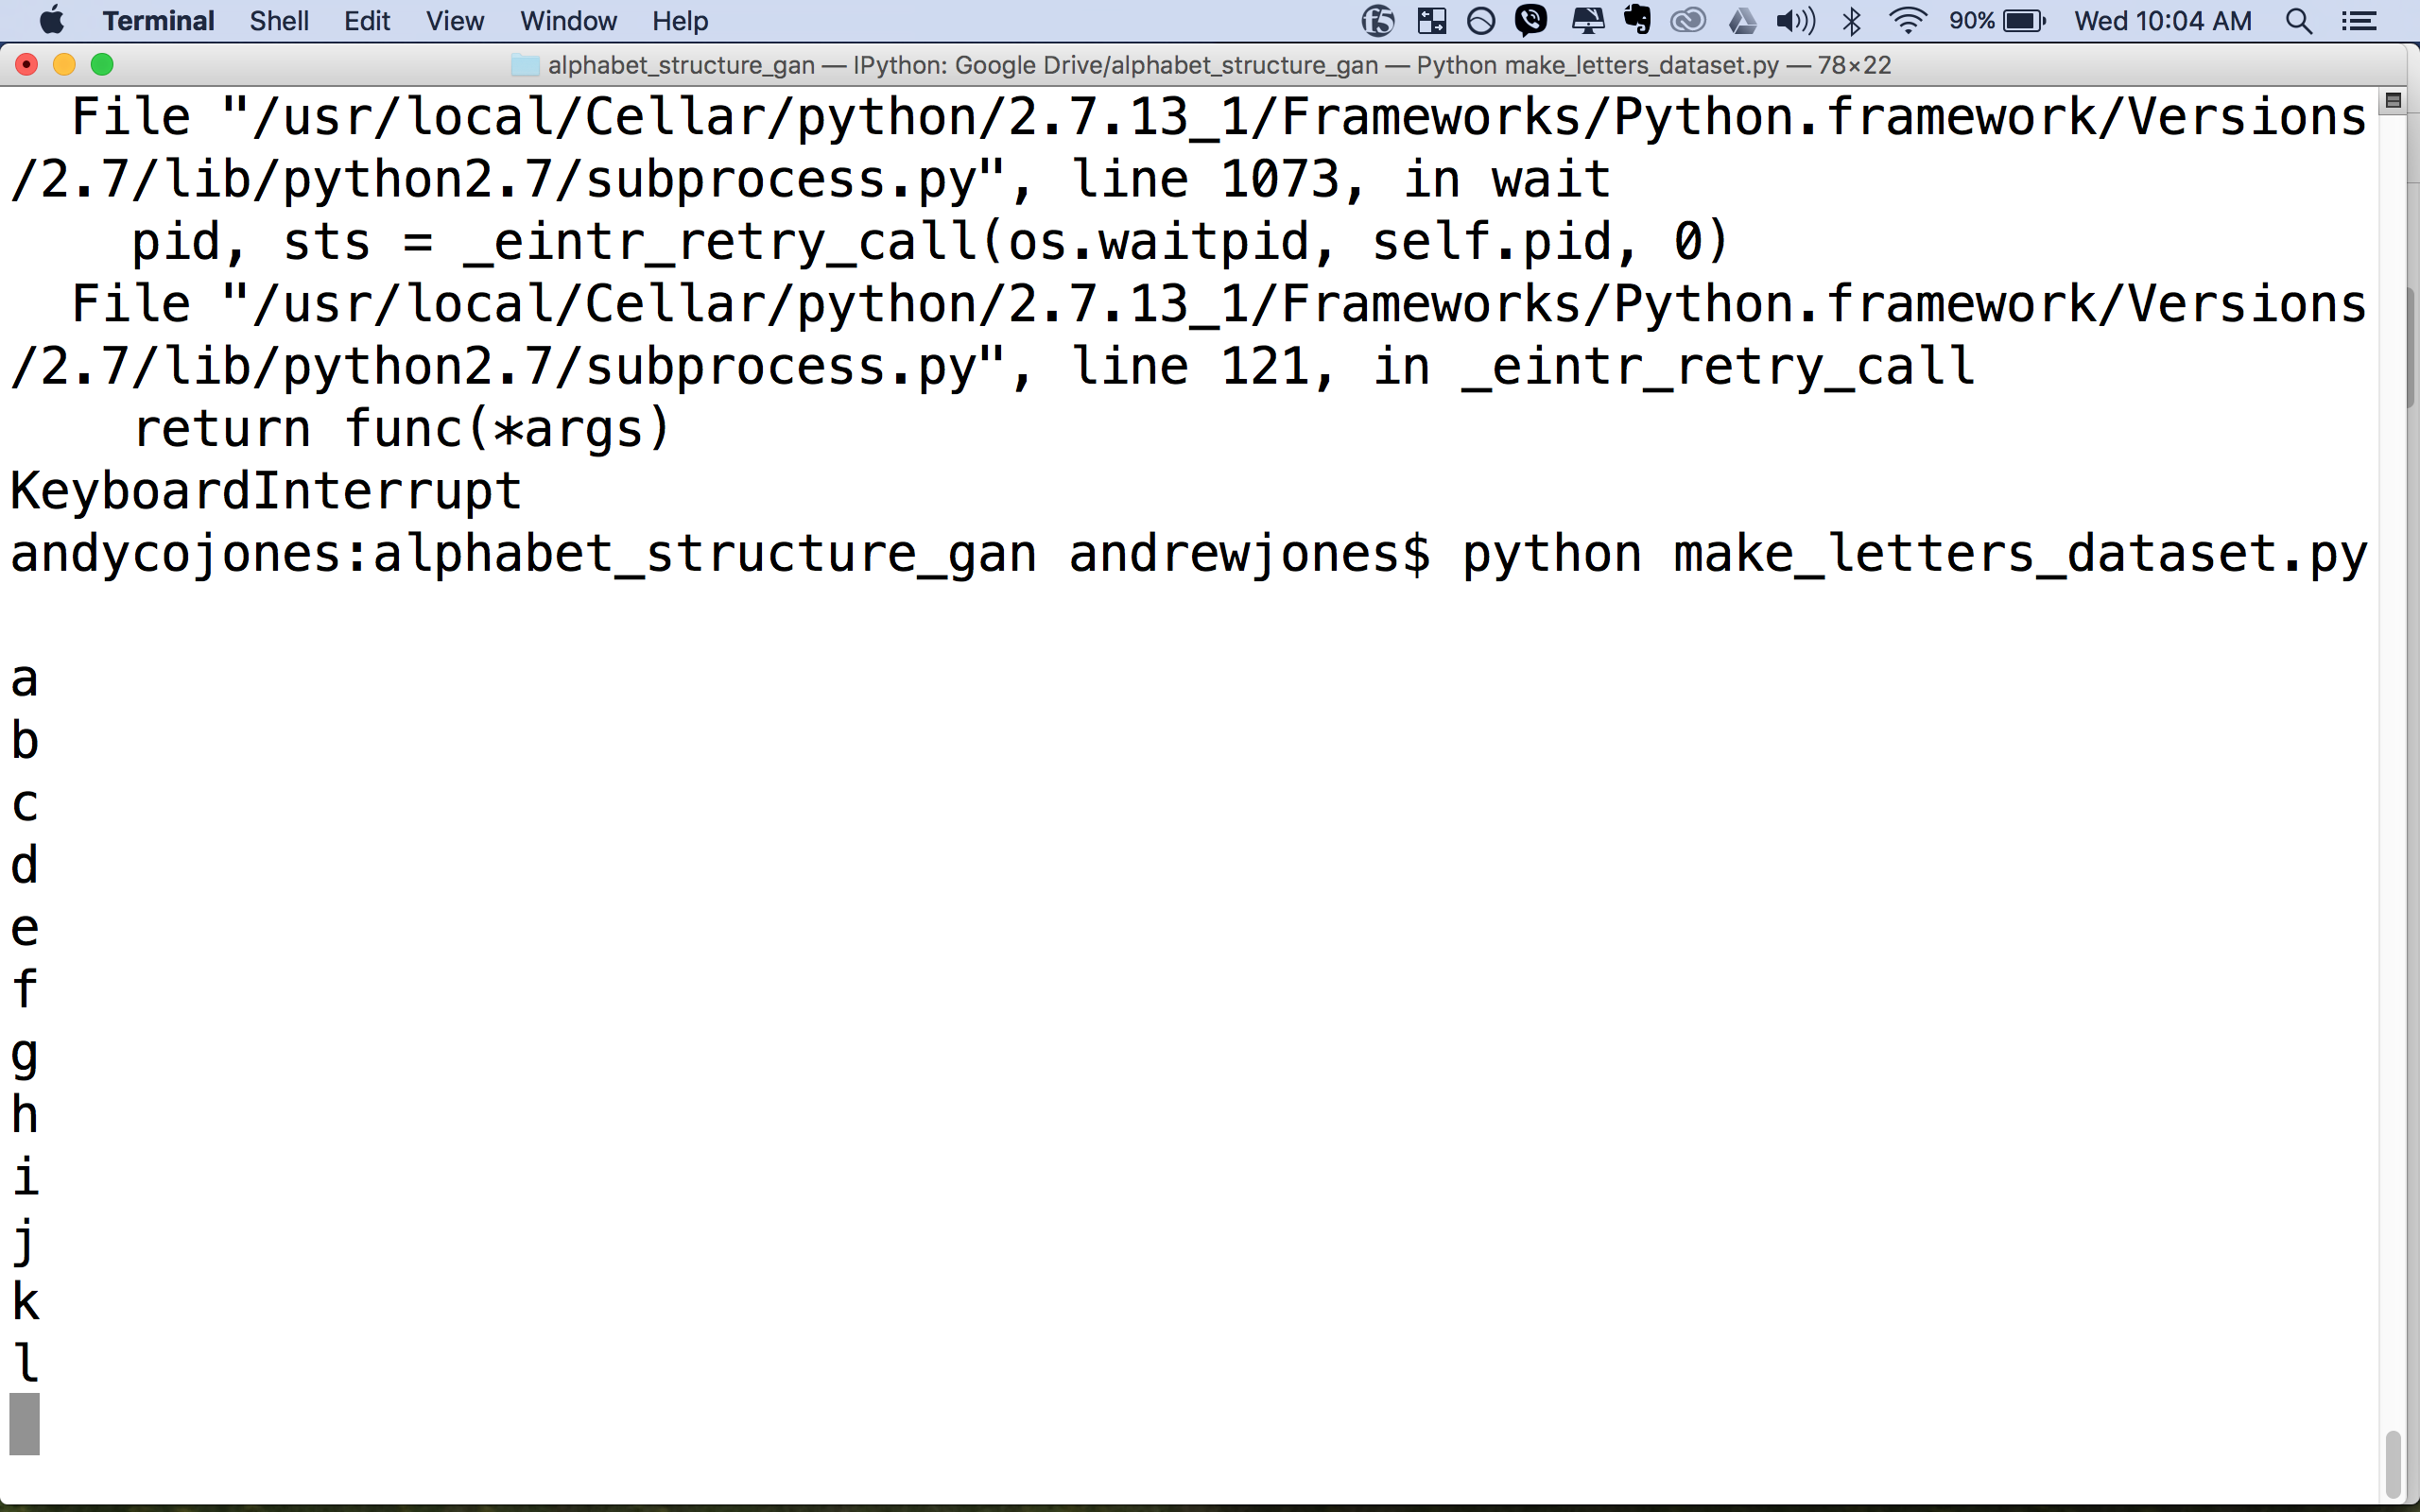 Terminal Shell Edit View Window Help 90% Wed 10:04 AM
alphabet_structure_gan — IPython: Google Drive/alphabet_structure_gan — Python make_letters_dataset.py — 78×22
  File "/usr/local/Cellar/python/2.7.13_1/Frameworks/Python.framework/Versions
/2.7/lib/python2.7/subprocess.py", line 1073, in wait
    pid, sts = _eintr_retry_call(os.waitpid, self.pid, 0)
  File "/usr/local/Cellar/python/2.7.13_1/Frameworks/Python.framework/Versions
/2.7/lib/python2.7/subprocess.py", line 121, in _eintr_retry_call
    return func(*args)
KeyboardInterrupt
andycojones:alphabet_structure_gan andrewjones$ python make_letters_dataset.py
a
b
c
d
e
f
g
h
i
j
k
l